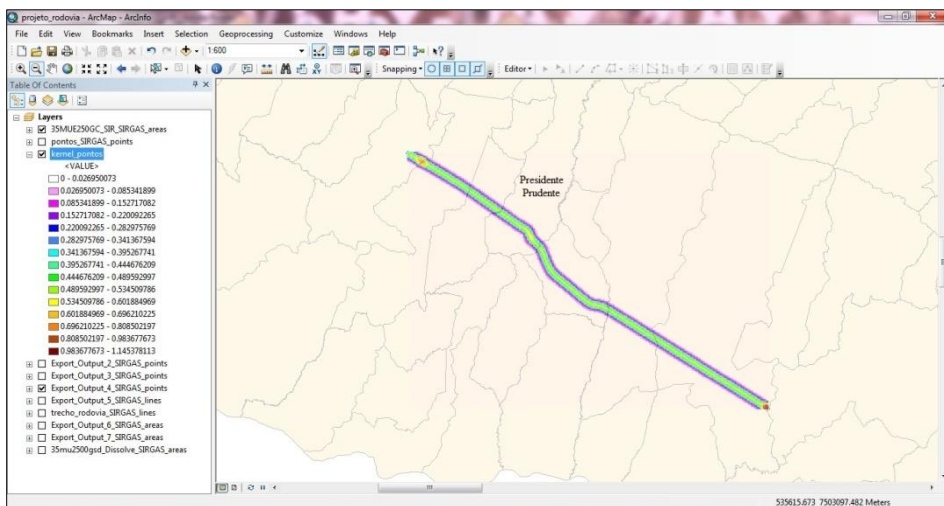 projeto_rodovia - ArcMap - ArcInfo
File Edit View Bookmarks Insert Selection Geoprocessing Customize Windows Help
1:600
Snapping Editor
Table Of Contents
Layers
35MUE250GC_SIR_SIRGAS_areas
pontos_SIRGAS_points
kernel_pontos
<VALUE>
0 - 0.026950073
0.026950073 - 0.085341899
0.085341899 - 0.152717082
0.152717082 - 0.220092265
0.220092265 - 0.282975769
0.282975769 - 0.341367594
0.341367594 - 0.395267741
0.395267741 - 0.444676209
0.444676209 - 0.489592997
0.489592997 - 0.534509786
0.534509786 - 0.601884969
0.601884969 - 0.696210225
0.696210225 - 0.808502197
0.808502197 - 0.983677673
0.983677673 - 1.145378113
Export_Output_2_SIRGAS_points
Export_Output_3_SIRGAS_points
Export_Output_4_SIRGAS_points
Export_Output_5_SIRGAS_lines
trecho_rodovia_SIRGAS_lines
Export_Output_6_SIRGAS_areas
Export_Output_7_SIRGAS_areas
35mu2500gsd_Dissolve_SIRGAS_areas
Presidente
Prudente
535615.673 7503097.482 Meters